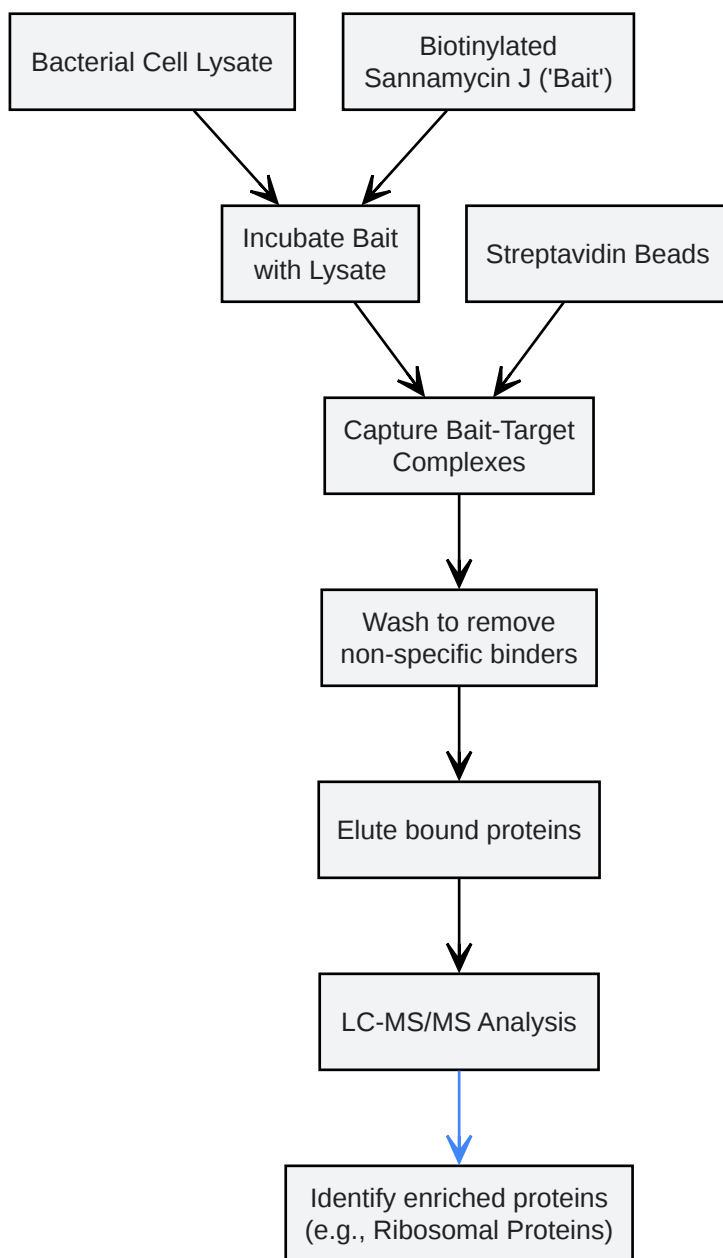 Bacterial Cell Lysate
Biotinylated
Sannamycin J ('Bait')
Incubate Bait
with Lysate
Streptavidin Beads
Capture Bait-Target
Complexes
Wash to remove
non-specific binders
Elute bound proteins
LC-MS/MS Analysis
Identify enriched proteins
(e.g., Ribosomal Proteins)